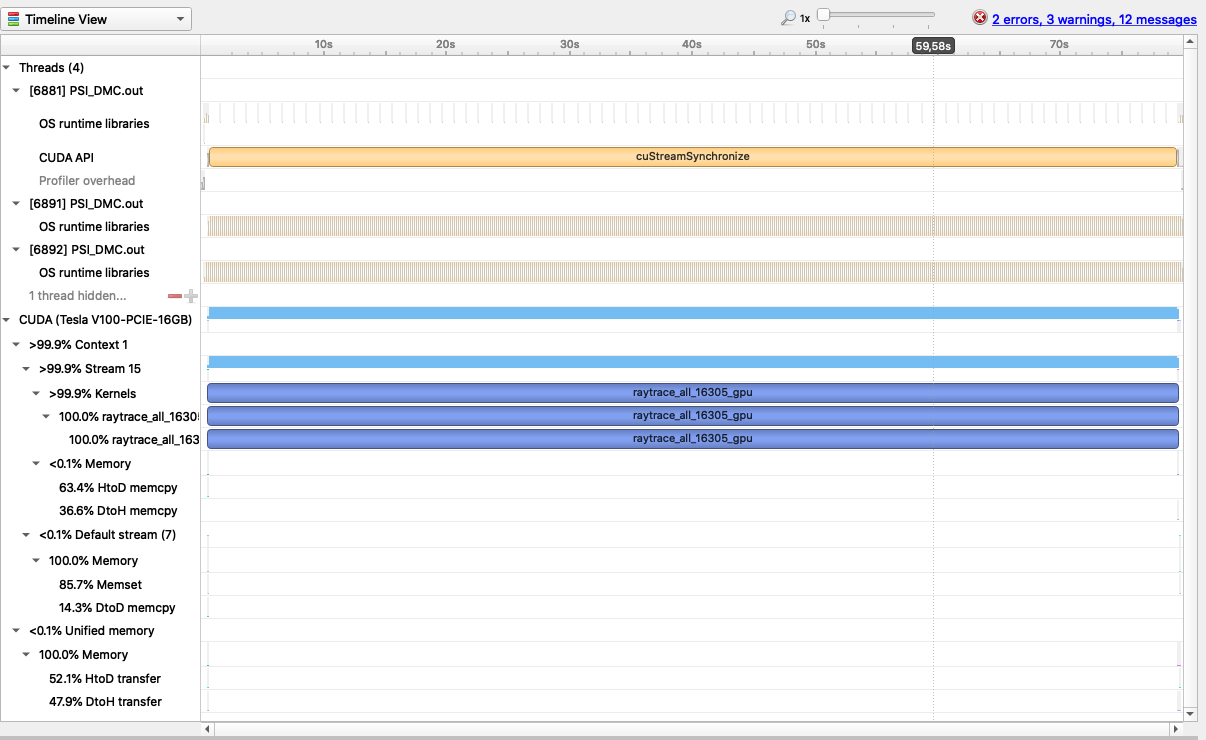 Timeline View
1x
2 errors, 3 warnings, 12 messages
10s 20s 30s 40s 50s 59,58s 70s
Threads (4)
[6881] PSI_DMC.out
OS runtime libraries
CUDA API
cuStreamSynchronize
Profiler overhead
[6891] PSI_DMC.out
OS runtime libraries
[6892] PSI_DMC.out
OS runtime libraries
1 thread hidden...
CUDA (Tesla V100-PCIE-16GB)
>99.9% Context 1
>99.9% Stream 15
>99.9% Kernels
raytrace_all_16305_gpu
100.0% raytrace_all_1630
raytrace_all_16305_gpu
100.0% raytrace_all_163
raytrace_all_16305_gpu
<0.1% Memory
63.4% HtoD memcpy
36.6% DtoH memcpy
<0.1% Default stream (7)
100.0% Memory
85.7% Memset
14.3% DtoD memcpy
<0.1% Unified memory
100.0% Memory
52.1% HtoD transfer
47.9% DtoH transfer